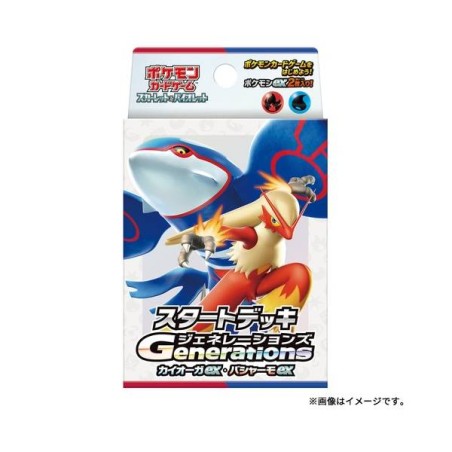 ポケモン
カードゲーム
スカーレット&バイオレット
ポケモンカードゲームを
はじめよう!
ポケモンex2種入り!
スタートデッキ
ジェネレーションズ
Generations
カイオーガex・バシャーモex
※画像はイメージです。